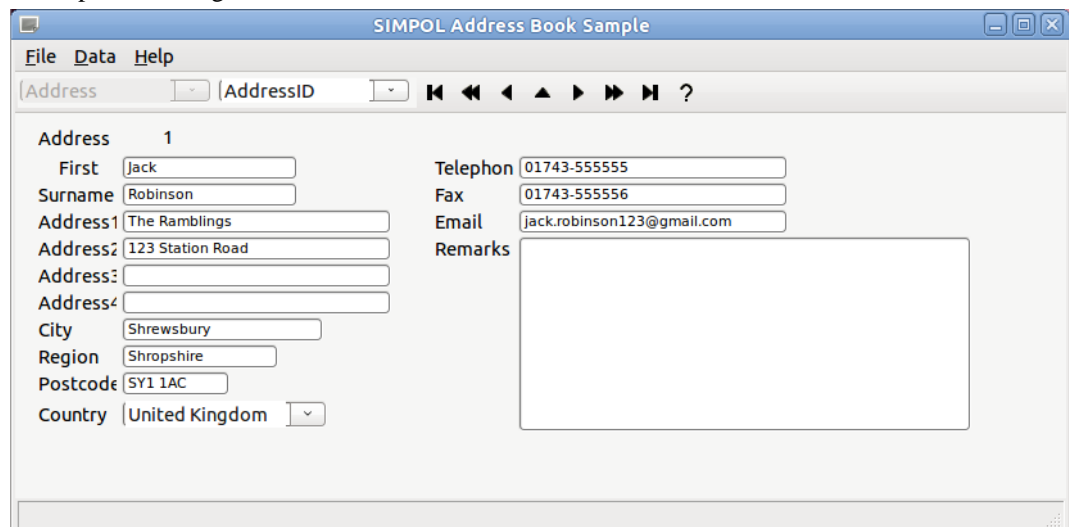 SIMPOL Address Book Sample
File Data Help
Address AddressID ?
Address 1
First Jack
Surname Robinson
Address1 The Ramblings
Address2 123 Station Road
Address3
Address4
City Shrewsbury
Region Shropshire
Postcode SY1 1AC
Country United Kingdom
Telephon 01743-555555
Fax 01743-555556
Email jack.robinson123@gmail.com
Remarks